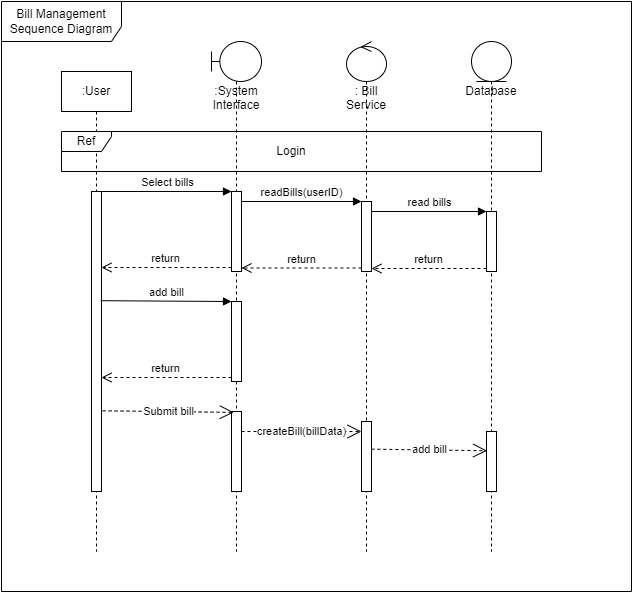 Bill Management
Sequence Diagram
:User
:System
Interface
: Bill
Service
Database
Ref
Login
Select bills
readBills(userID)
read bills
return
return
return
add bill
return
Submit bill
createBill(billData)
add bill